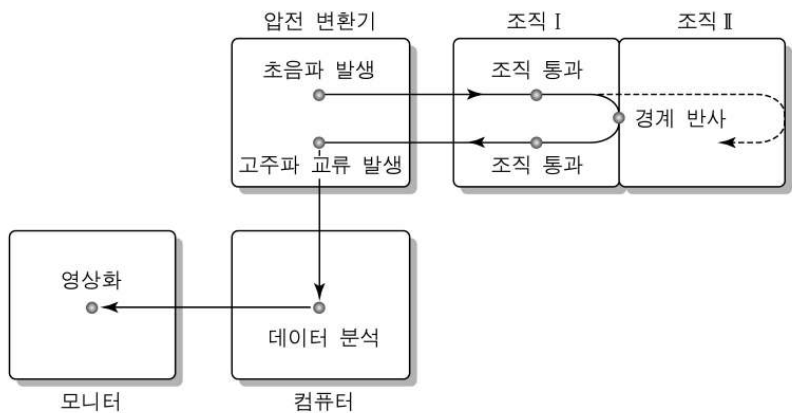 압전 변환기
조직 Ⅰ
조직 Ⅱ
초음파 발생
조직 통과
경계 반사
고주파 교류 발생
조직 통과
영상화
데이터 분석
모니터
컴퓨터